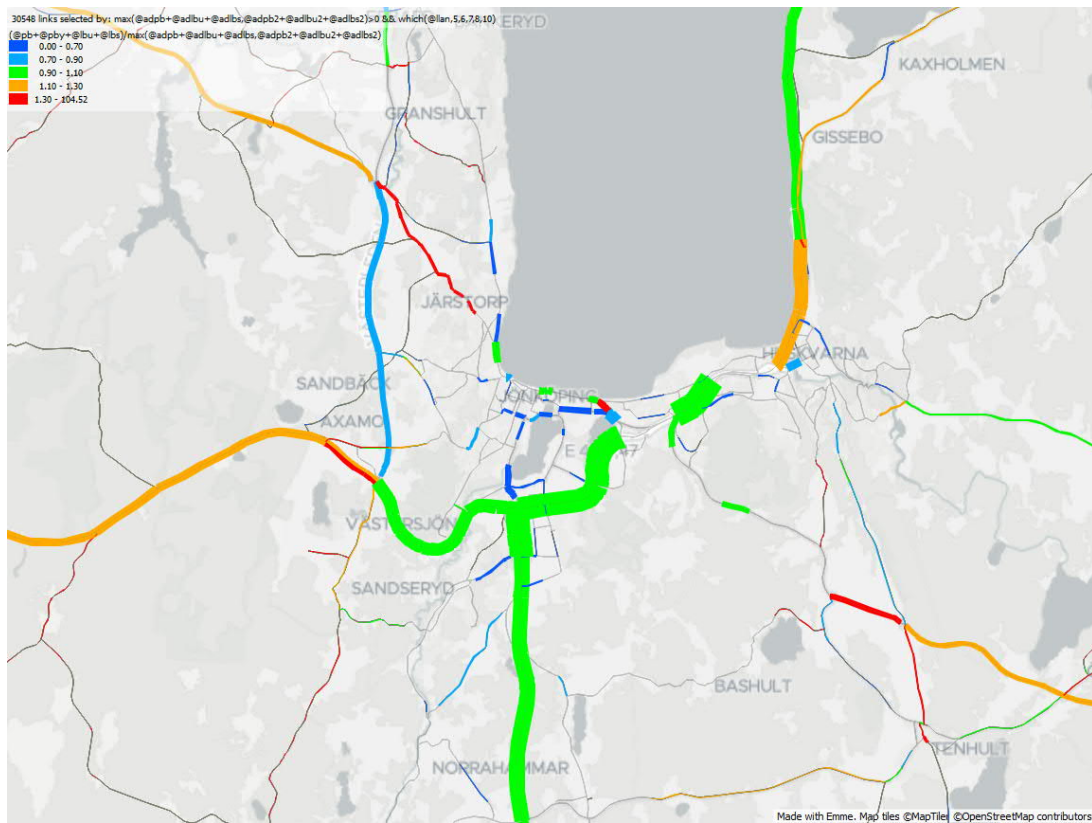 30548 links selected by: max(@adpb+@adlbu+@adlbs,@adpb2+@adlbu2+@adlbs2)>0 && which(@llan,5,6,7,8,10)
(@pb+@pby+@lbu+@lbs)/max(@adpb+@adlbu+@adlbs,@adpb2+@adlbu2+@adlbs2)
0.00 - 0.70
0.70 - 0.90
0.90 - 1.10
1.10 - 1.30
1.30 - 104.52
KAXHOLMEN
GRANSHULT
GISSEBO
JÄRSTORP
HUSKVARNA
SANDBÄCK
JÖNKÖPING
AXAMO
E 4
47
VÄSTERSJÖN
SANDSERYD
BASHULT
TENHULT
NORRAHAMMAR
Made with Emme. Map tiles ©MapTiler ©OpenStreetMap contributors